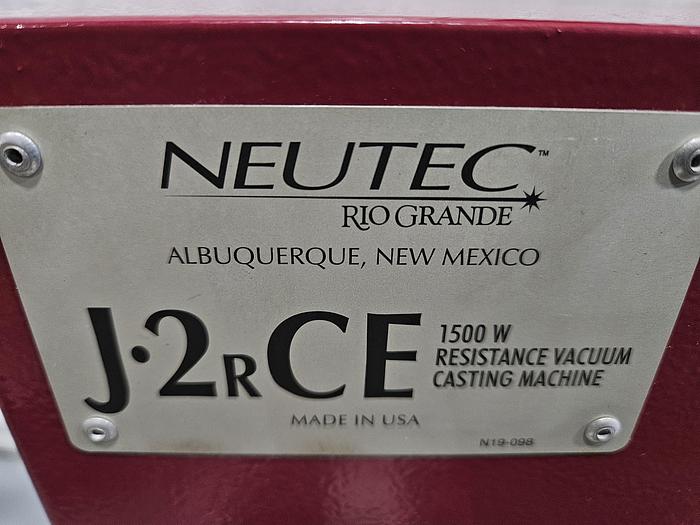 NEUTEC™
RIO GRANDE
ALBUQUERQUE, NEW MEXICO
J·2RCE
1500 W
RESISTANCE VACUUM
CASTING MACHINE
MADE IN USA
N19-098